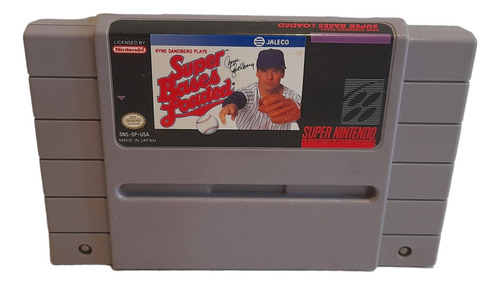 SUPER BASES LOADED
LICENSED BY
Nintendo
RYNE SANDBERG PLAYS
Super
Bases
Loaded
JALECO
SNS-SP-USA
MADE IN JAPAN
SUPER NINTENDO